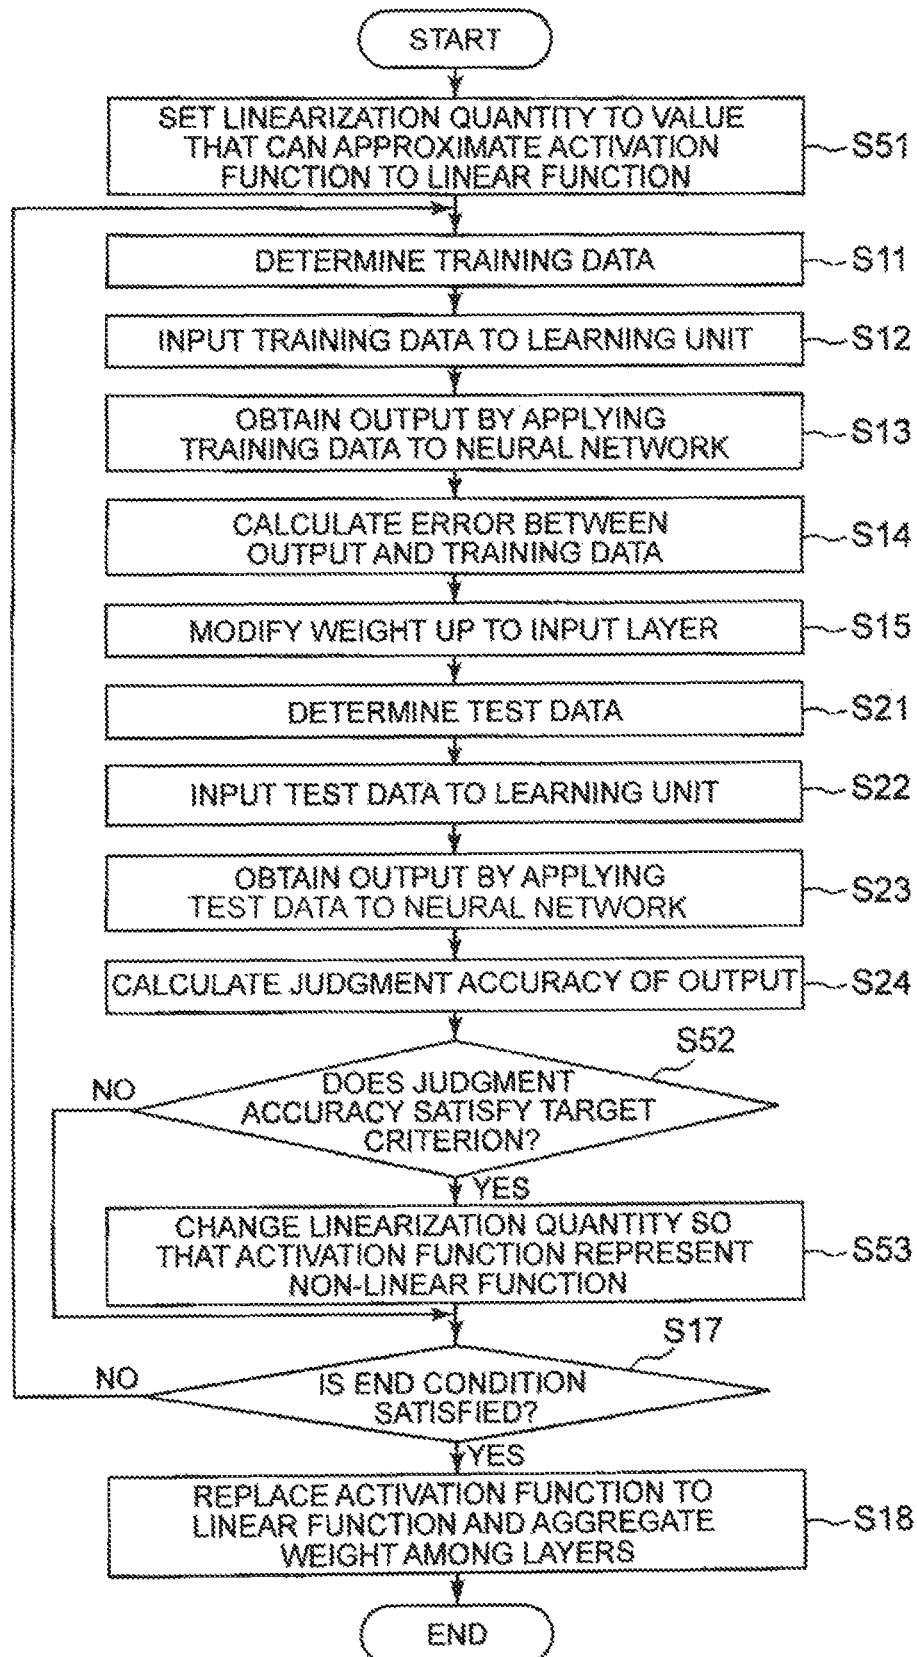 START
SET LINEARIZATION QUANTITY TO VALUE
THAT CAN APPROXIMATE ACTIVATION
FUNCTION TO LINEAR FUNCTION
S51
DETERMINE TRAINING DATA
S11
INPUT TRAINING DATA TO LEARNING UNIT
S12
OBTAIN OUTPUT BY APPLYING
TRAINING DATA TO NEURAL NETWORK
S13
CALCULATE ERROR BETWEEN
OUTPUT AND TRAINING DATA
S14
MODIFY WEIGHT UP TO INPUT LAYER
S15
DETERMINE TEST DATA
S21
INPUT TEST DATA TO LEARNING UNIT
S22
OBTAIN OUTPUT BY APPLYING
TEST DATA TO NEURAL NETWORK
S23
CALCULATE JUDGMENT ACCURACY OF OUTPUT
S24
S52
NO
DOES JUDGMENT
ACCURACY SATISFY TARGET
CRITERION?
YES
CHANGE LINEARIZATION QUANTITY SO
THAT ACTIVATION FUNCTION REPRESENT
NON-LINEAR FUNCTION
S53
S17
NO
IS END CONDITION
SATISFIED?
YES
REPLACE ACTIVATION FUNCTION TO
LINEAR FUNCTION AND AGGREGATE
WEIGHT AMONG LAYERS
S18
END